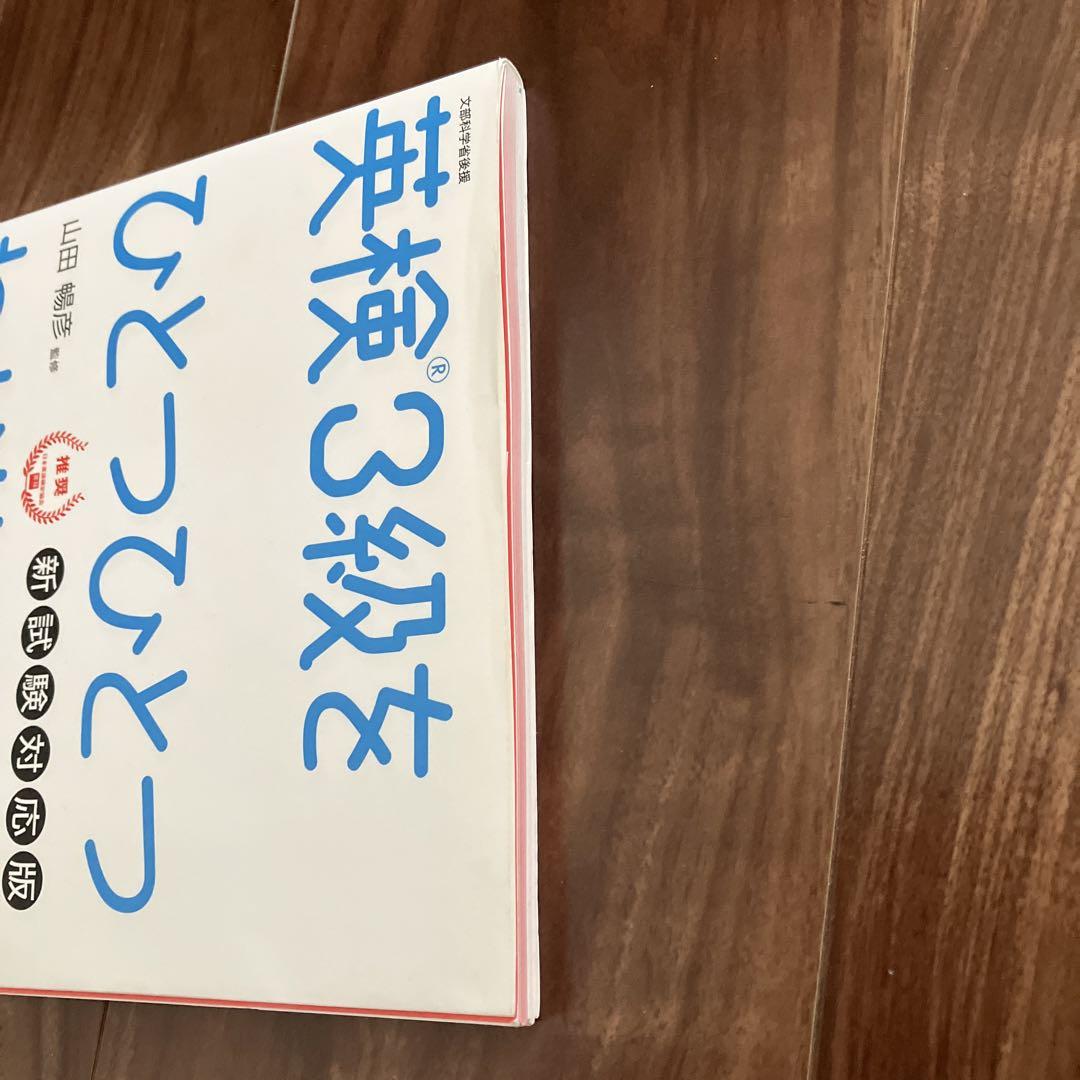 文部科学省後援
英検®3級を
ひとつひとつ
山田 暢彦 監修
推奨
新試験対応版